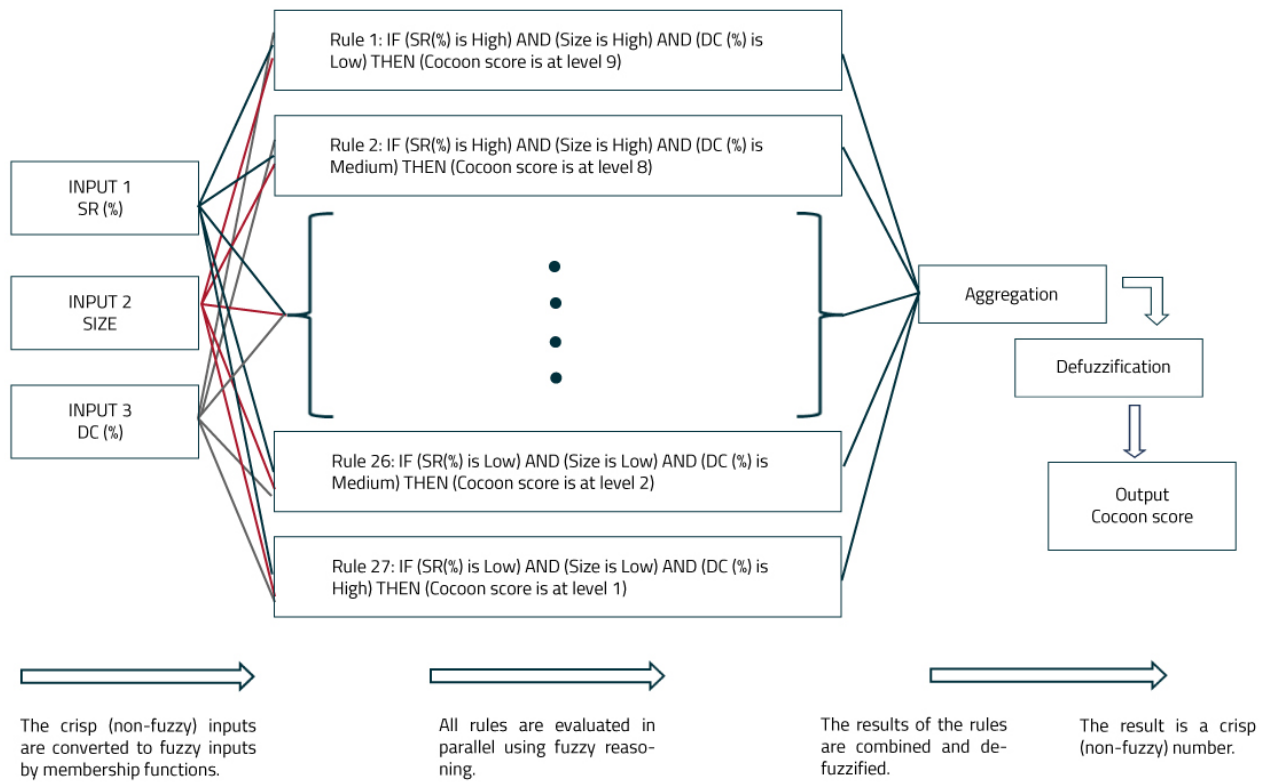 Rule 1: IF (SR(%) is High) AND (Size is High) AND (DC (%) is
Low) THEN (Cocoon score is at level 9)
Rule 2: IF (SR(%) is High) AND (Size is High) AND (DC (%) is
Medium) THEN (Cocoon score is at level 8)
INPUT 1
SR (%)
INPUT 2
SIZE
INPUT 3
DC (%)
Aggregation
Defuzzification
Output
Cocoon score
Rule 26: IF (SR(%) is Low) AND (Size is Low) AND (DC (%) is
Medium) THEN (Cocoon score is at level 2)
Rule 27: IF (SR(%) is Low) AND (Size is Low) AND (DC (%) is
High) THEN (Cocoon score is at level 1)
The crisp (non-fuzzy) inputs
are converted to fuzzy inputs
by membership functions.
All rules are evaluated in
parallel using fuzzy reaso-
ning.
The results of the rules
are combined and de-
fuzzified.
The result is a crisp
(non-fuzzy) number.